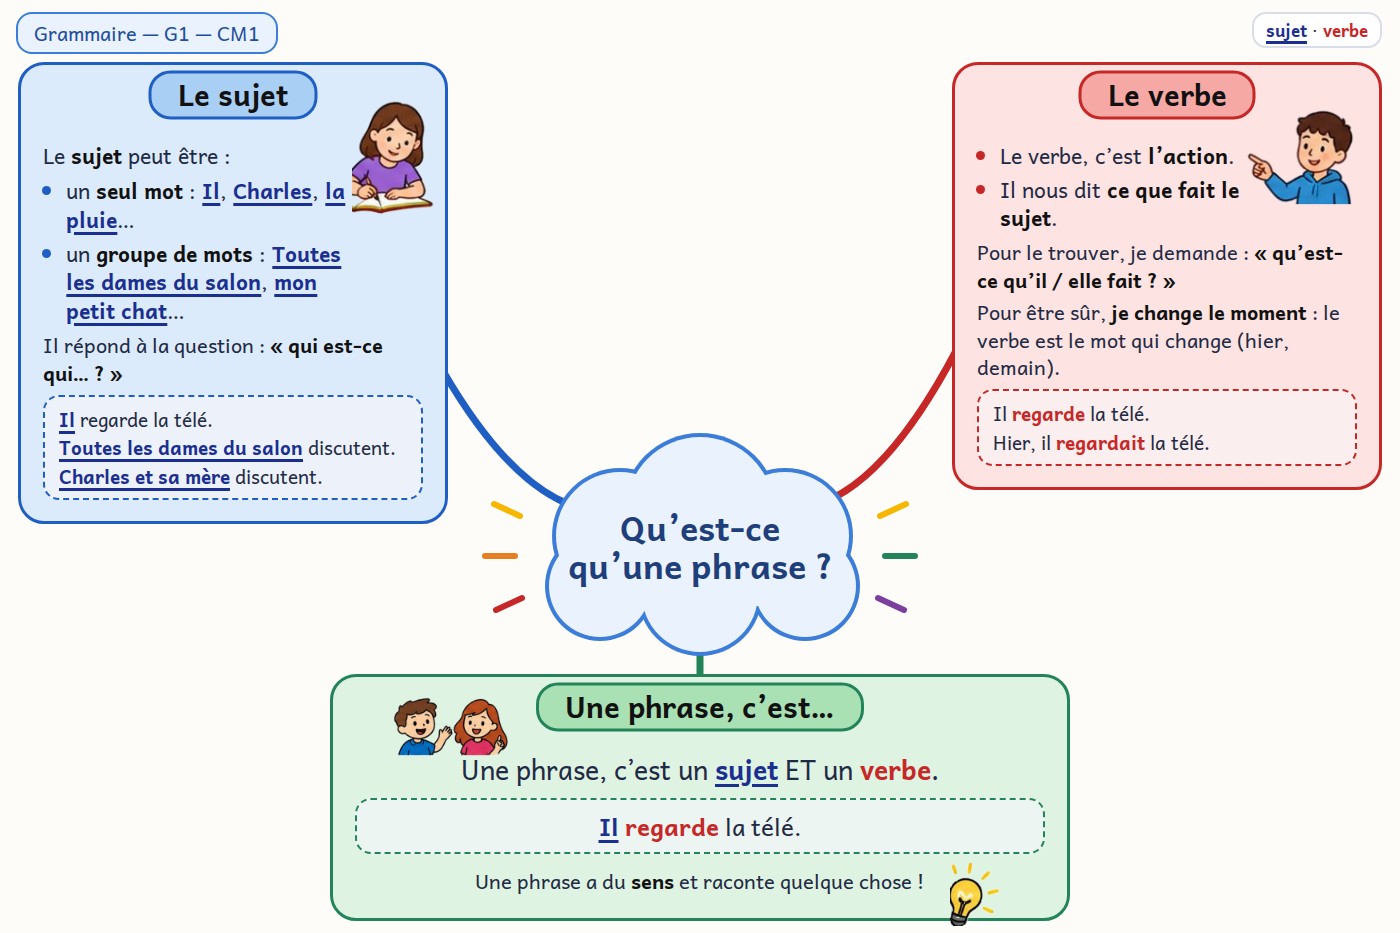 Grammaire — G1 — CM1
sujet · verbe
Le sujet
Le sujet peut être :
un seul mot : Il, Charles, la
pluie...
un groupe de mots : Toutes
les dames du salon, mon
petit chat...
Il répond à la question : « qui est-ce
qui... ? »
Il regarde la télé.
Toutes les dames du salon discutent.
Charles et sa mère discutent.
Le verbe
Le verbe, c’est l’action.
Il nous dit ce que fait le
sujet.
Pour le trouver, je demande : « qu’est-
ce qu’il / elle fait ? »
Pour être sûr, je change le moment : le
verbe est le mot qui change (hier,
demain).
Il regarde la télé.
Hier, il regardait la télé.
Qu’est-ce
qu’une phrase ?
Une phrase, c’est...
Une phrase, c’est un sujet ET un verbe.
Il regarde la télé.
Une phrase a du sens et raconte quelque chose !